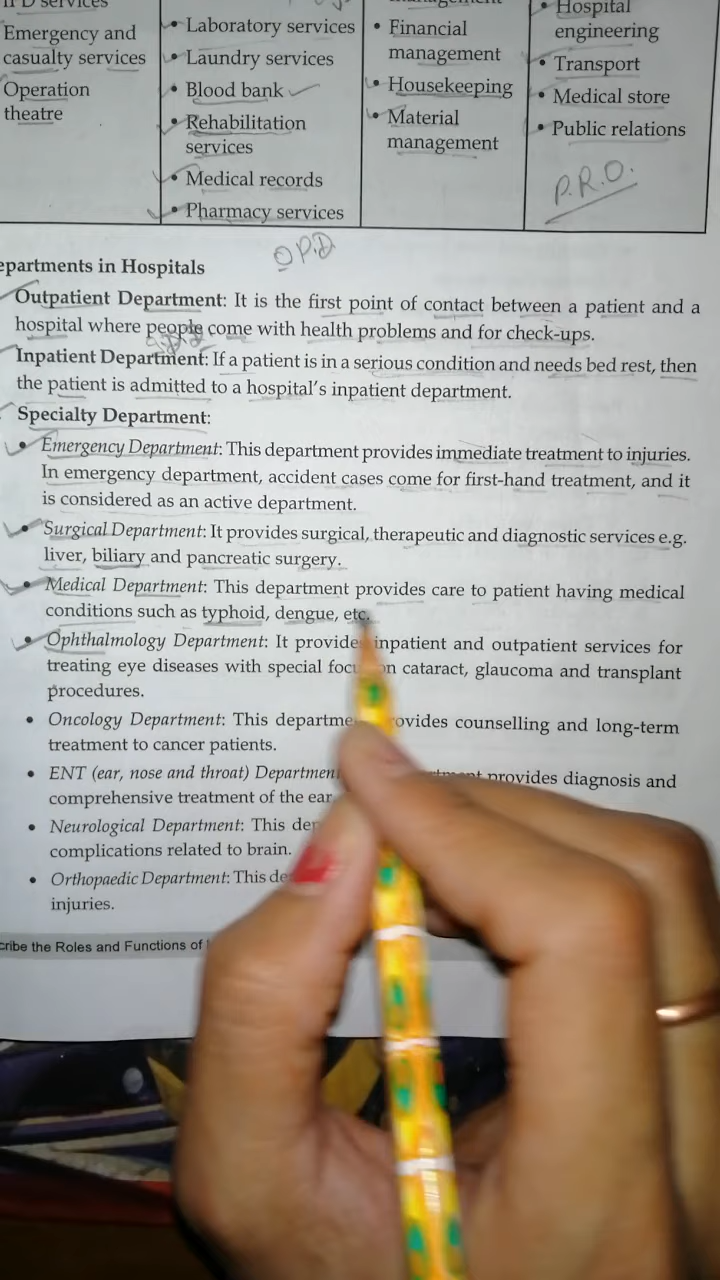 Emergency and
casualty services
Operation
theatre
• Laboratory services
• Laundry services
• Blood bank
• Rehabilitation
services
• Medical records
• Pharmacy services
• Financial
management
• Housekeeping
• Material
management
• Hospital
engineering
• Transport
• Medical store
• Public relations
P.R.O.
O P.D
epartments in Hospitals
Outpatient Department: It is the first point of contact between a patient and a
hospital where people come with health problems and for check-ups.
Inpatient Department: If a patient is in a serious condition and needs bed rest, then
the patient is admitted to a hospital's inpatient department.
Specialty Department:
• Emergency Department: This department provides immediate treatment to injuries.
In emergency department, accident cases come for first-hand treatment, and it
is considered as an active department.
• Surgical Department: It provides surgical, therapeutic and diagnostic services e.g.
liver, biliary and pancreatic surgery.
• Medical Department: This department provides care to patient having medical
conditions such as typhoid, dengue, etc.
• Ophthalmology Department: It provides inpatient and outpatient services for
treating eye diseases with special focu on cataract, glaucoma and transplant
procedures.
• Oncology Department: This departme rovides counselling and long-term
treatment to cancer patients.
• ENT (ear, nose and throat) Department provides diagnosis and
comprehensive treatment of the ear
• Neurological Department: This de
complications related to brain.
• Orthopaedic Department: This de
injuries.
cribe the Roles and Functions of